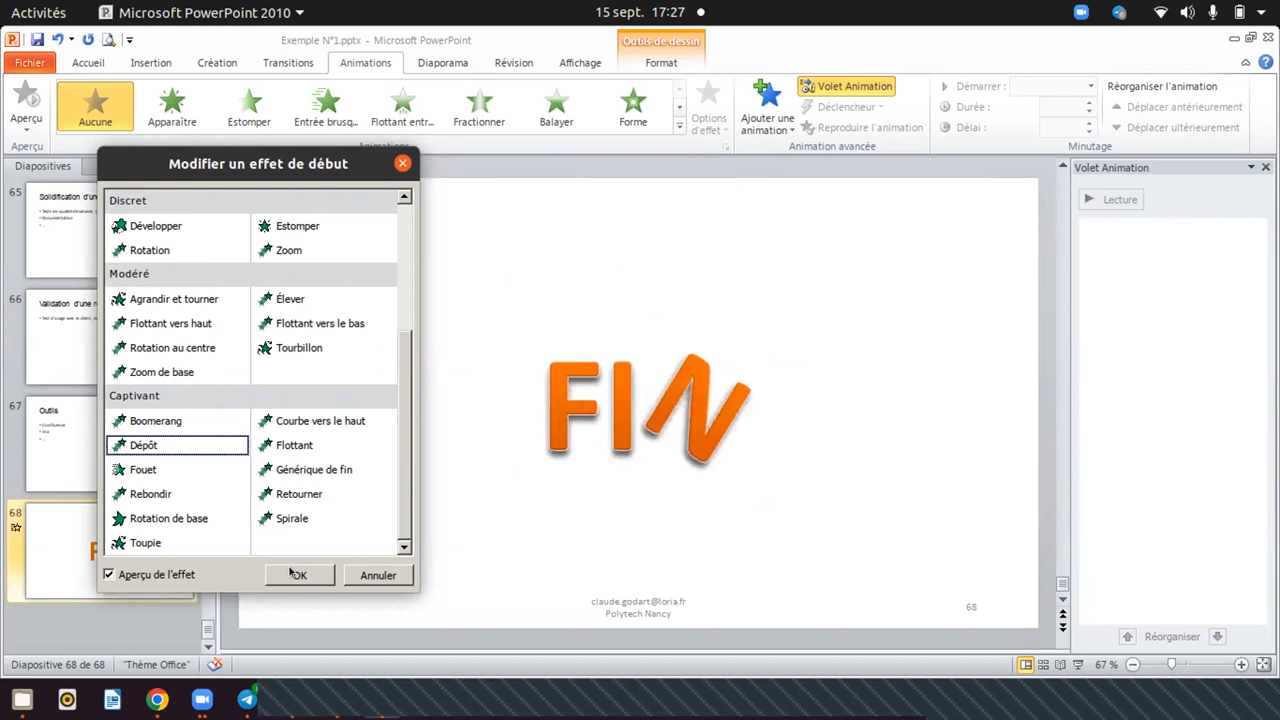 Activités
Microsoft PowerPoint 2010
15 sept. 17:27
Exemple N°1.pptx - Microsoft PowerPoint
Outils de dessin
Fichier
Accueil
Insertion
Création
Transitions
Animations
Diaporama
Révision
Affichage
Format
Aperçu
Aucune
Apparaître
Estomper
Entrée brusq...
Flottant entr...
Fractionner
Balayer
Forme
Options d'effet
Ajouter une animation
Volet Animation
Déclencheur
Reproduire l'animation
Démarrer :
Durée :
Délai :
Réorganiser l'animation
Déplacer antérieurement
Déplacer ultérieurement
Aperçu
Animations
Animation avancée
Minutage
Diapositives
65
66
67
Outils
68
Modifier un effet de début
Discret
Développer
Estomper
Rotation
Zoom
Modéré
Agrandir et tourner
Élever
Flottant vers haut
Flottant vers le bas
Rotation au centre
Tourbillon
Zoom de base
Captivant
Boomerang
Courbe vers le haut
Dépôt
Flottant
Fouet
Générique de fin
Rebondir
Retourner
Rotation de base
Spirale
Toupie
Aperçu de l'effet
OK
Annuler
FIN
claude.godart@loria.fr
Polytech Nancy
68
Volet Animation
Lecture
Réorganiser
Diapositive 68 de 68
"Thème Office"
67 %